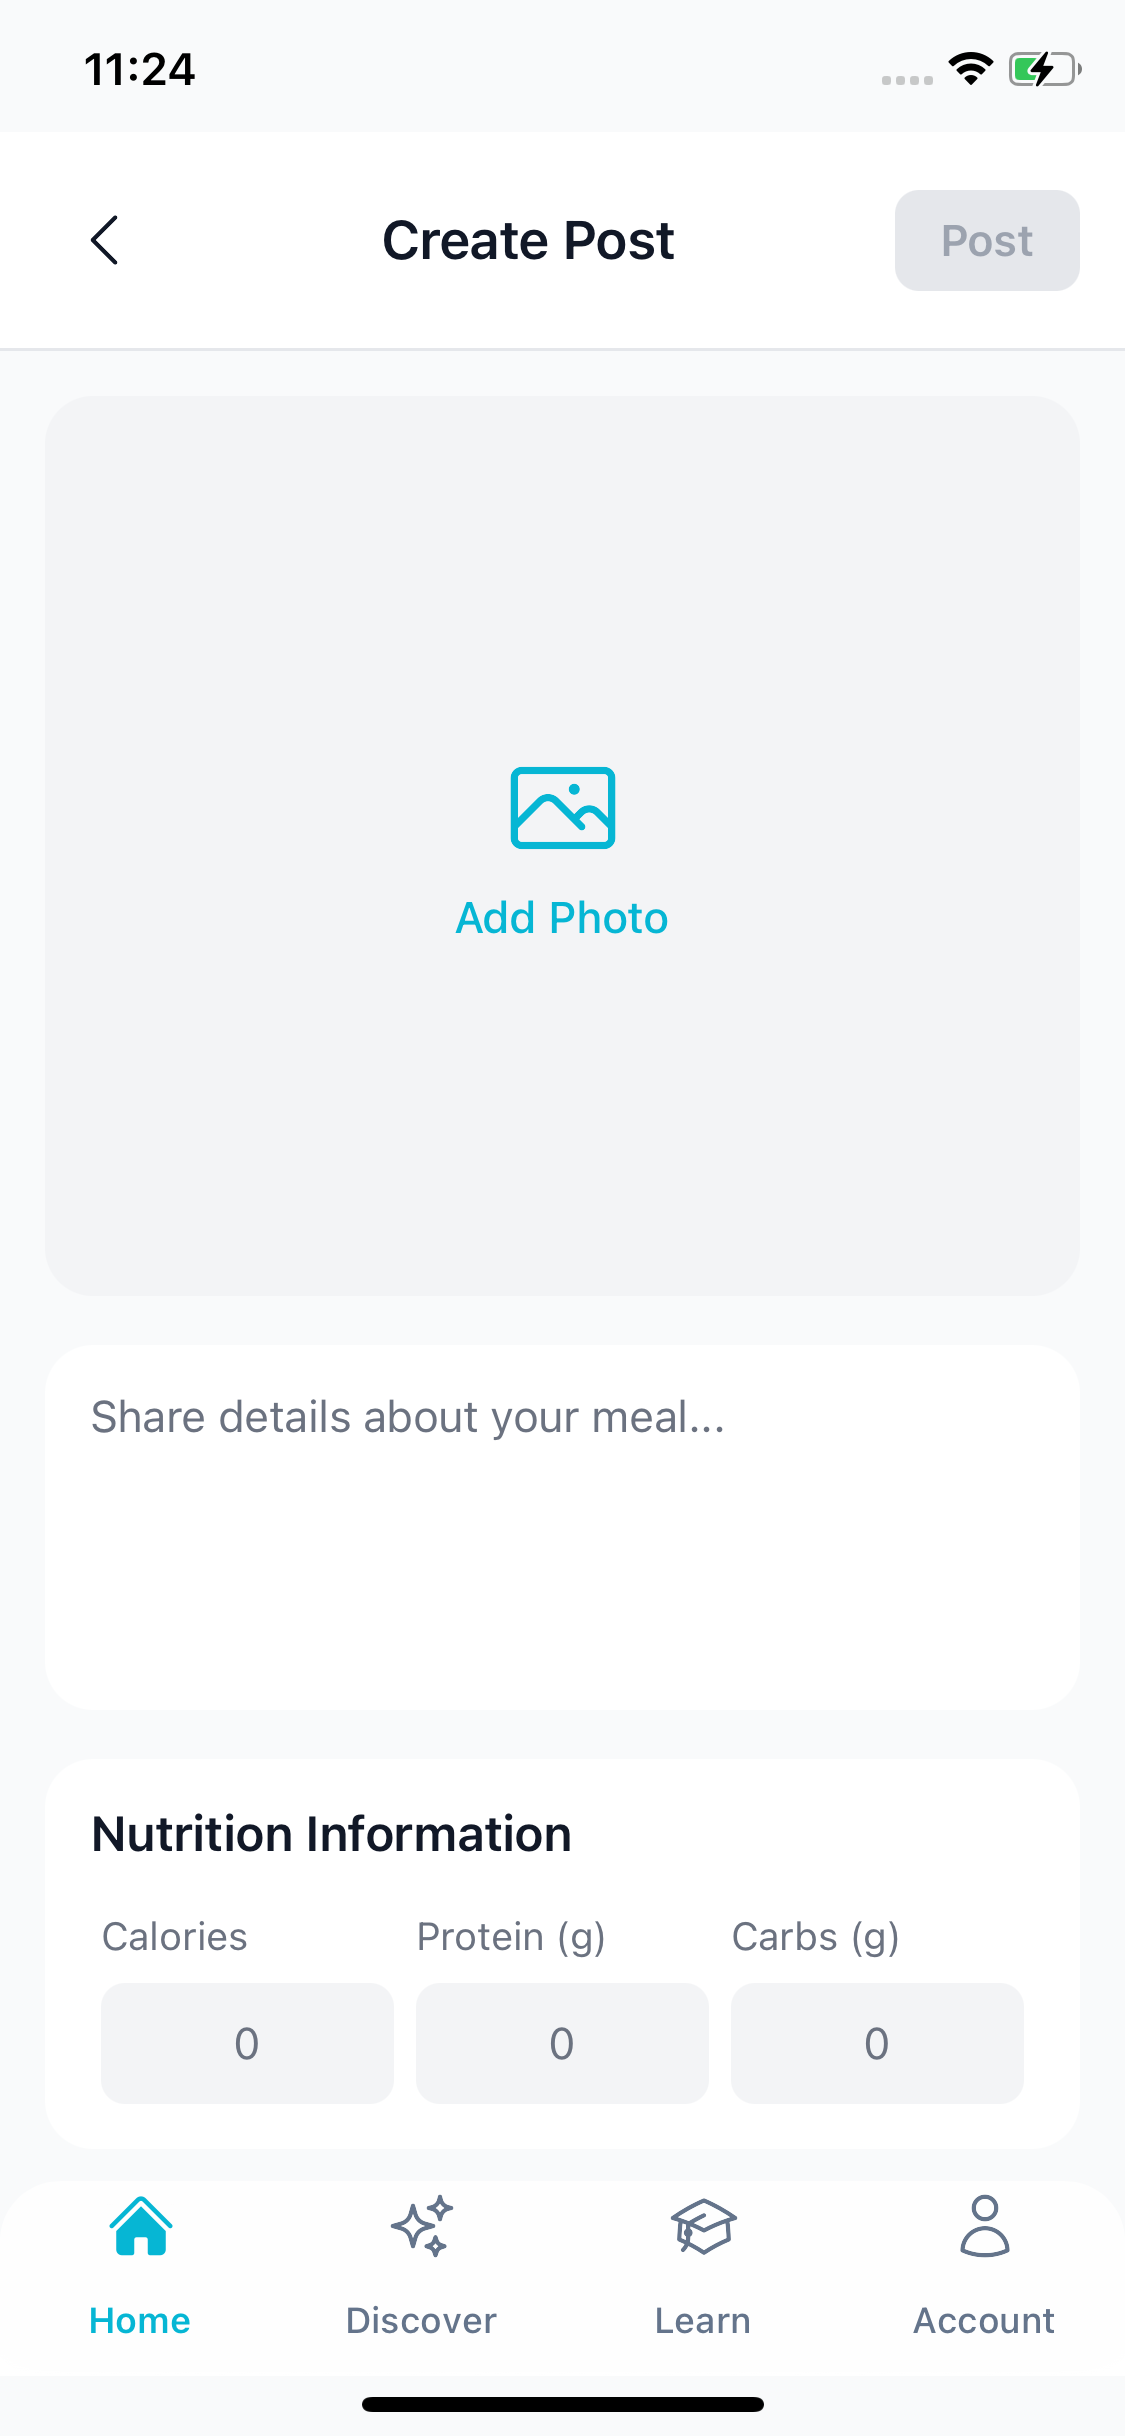 11:24
Create Post
Post
Add Photo
Share details about your meal...
Nutrition Information
Calories Protein (g) Carbs (g)
0 0 0
Home Discover Learn Account